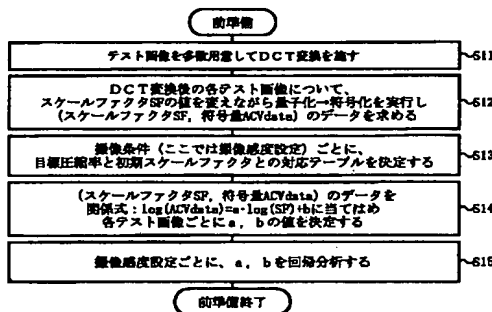 前準備
テスト画像を多数用意してDCT変換を施す
S11
DCT変換後の各テスト画像について、
スケールファクタSFの値を変えながら量子化→符号化を実行し
S12
(スケールファクタSF, 符号量ACVdata) のデータを求める
撮像条件 (ここでは撮像感度設定) ごとに、
S13
目標圧縮率と初期スケールファクタとの対応テーブルを決定する
(スケールファクタSF, 符号量ACVdata) のデータを
関係式：log(ACVdata)=a・log(SF)+bに当てはめ
S14
各テスト画像ごとにa, bの値を決定する
撮像感度設定ごとに、a, bを回帰分析する
S15
前準備終了